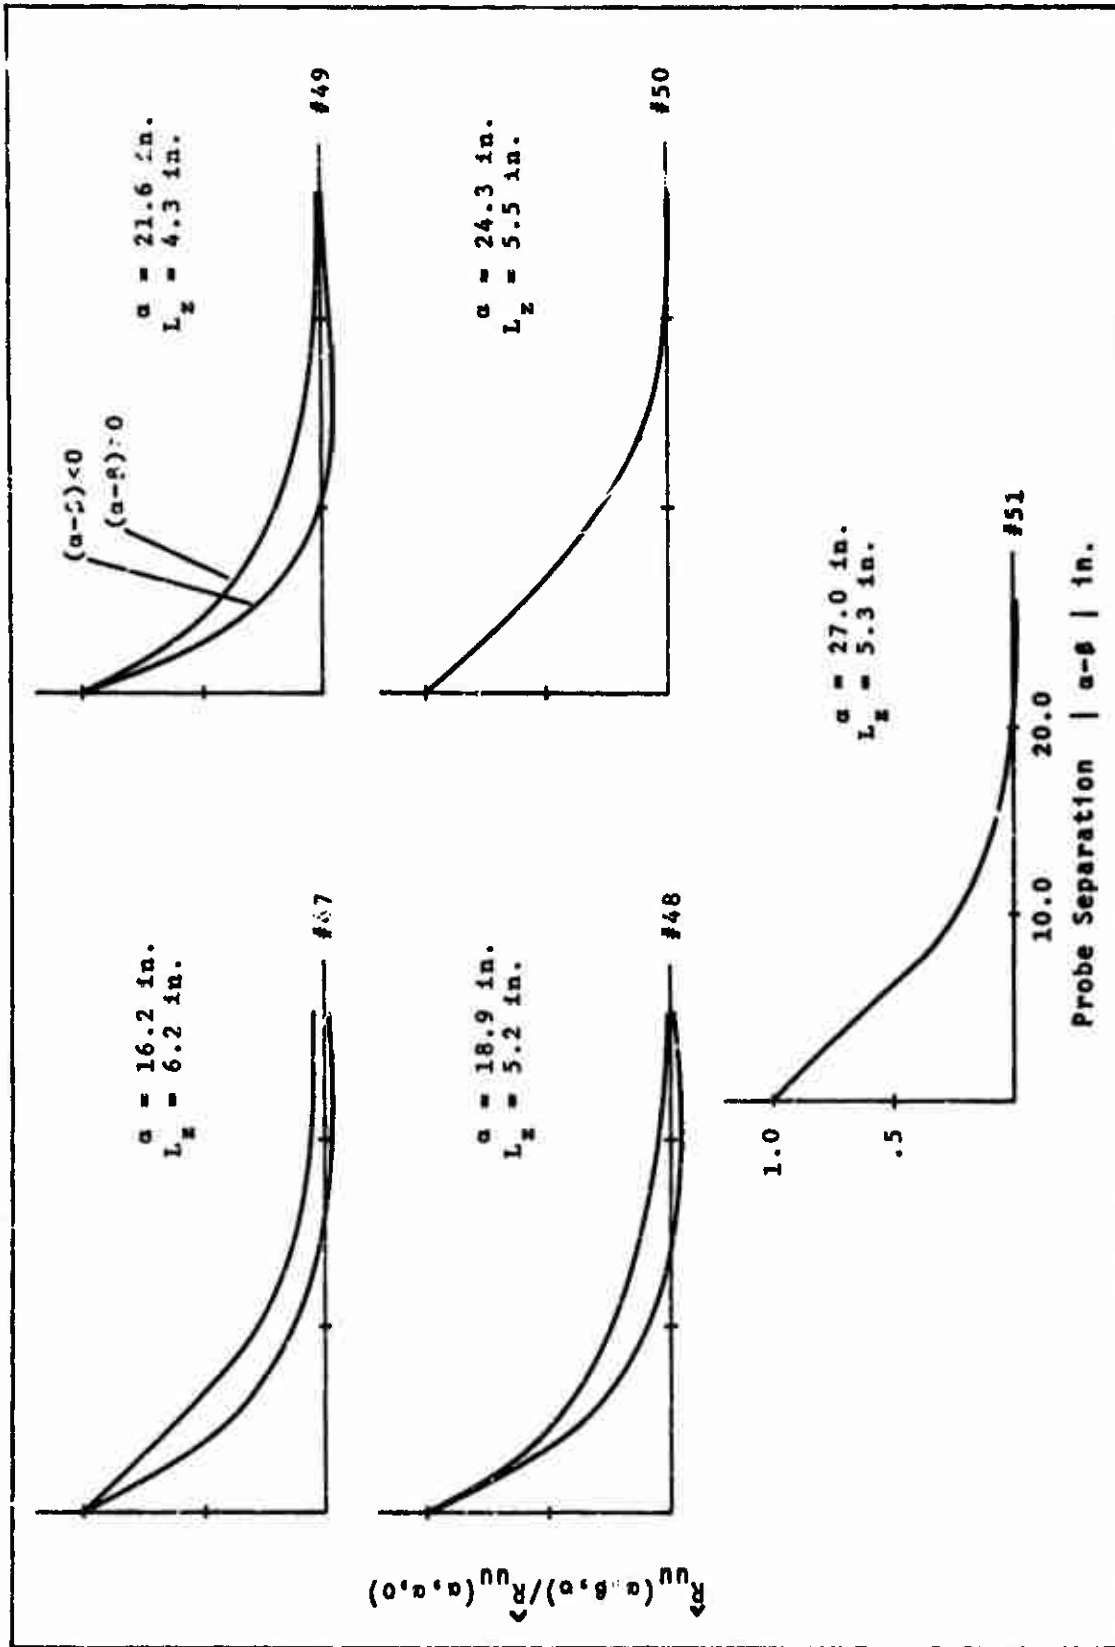 α = 16.2 in.
L_z = 6.2 in.
#47
α = 18.9 in.
L_z = 5.2 in.
#48
(α-β)<0
(α-β)>0
α = 21.6 in.
L_z = 4.3 in.
#49
α = 24.3 in.
L_z = 5.5 in.
#50
α = 27.0 in.
L_z = 5.3 in.
#51
1.0
.5
10.0
20.0
Probe Separation | α-β | in.
R̂_uu(α,β,0)/R̂_uu(α,α,0)